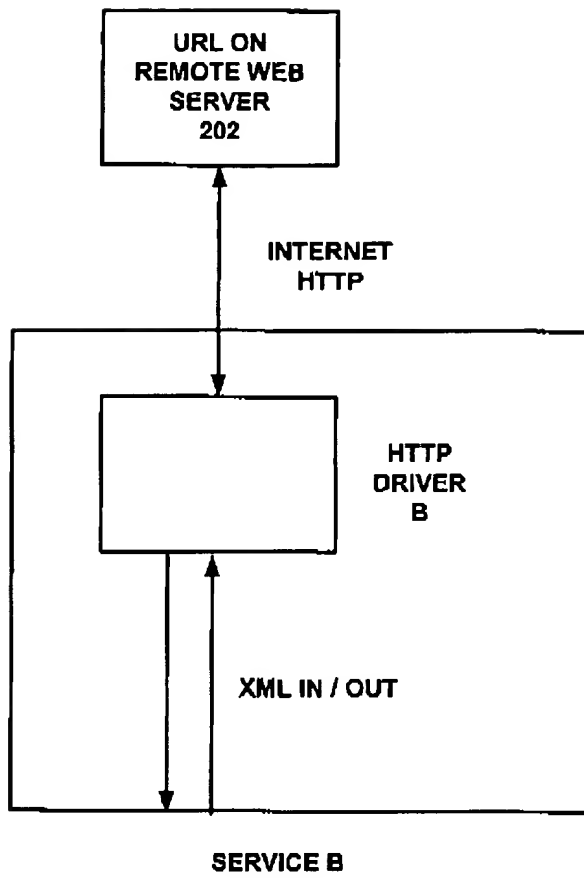 URL ON
REMOTE WEB
SERVER
202
INTERNET
HTTP
HTTP
DRIVER
B
XML IN / OUT
SERVICE B